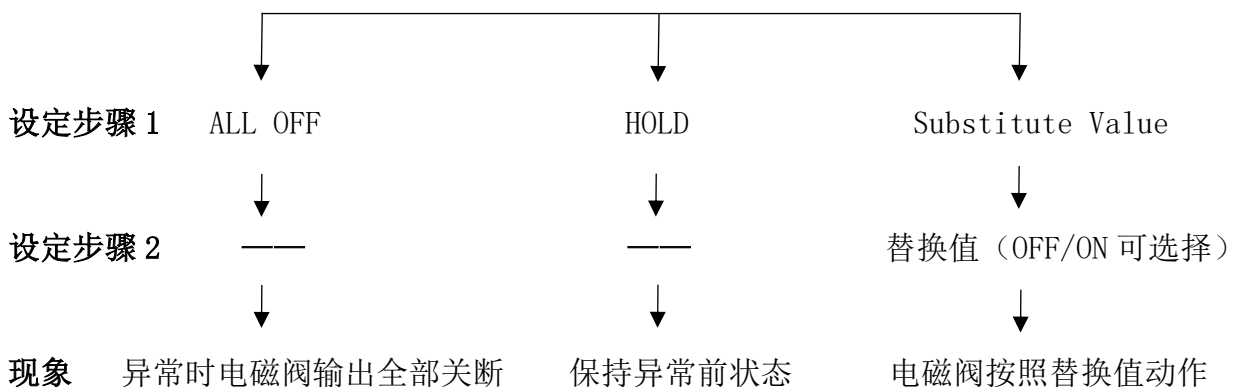 设定步骤 1 ALL OFF HOLD Substitute Value
设定步骤 2 —— —— 替换值（OFF/ON 可选择）
现象 异常时电磁阀输出全部关断 保持异常前状态 电磁阀按照替换值动作